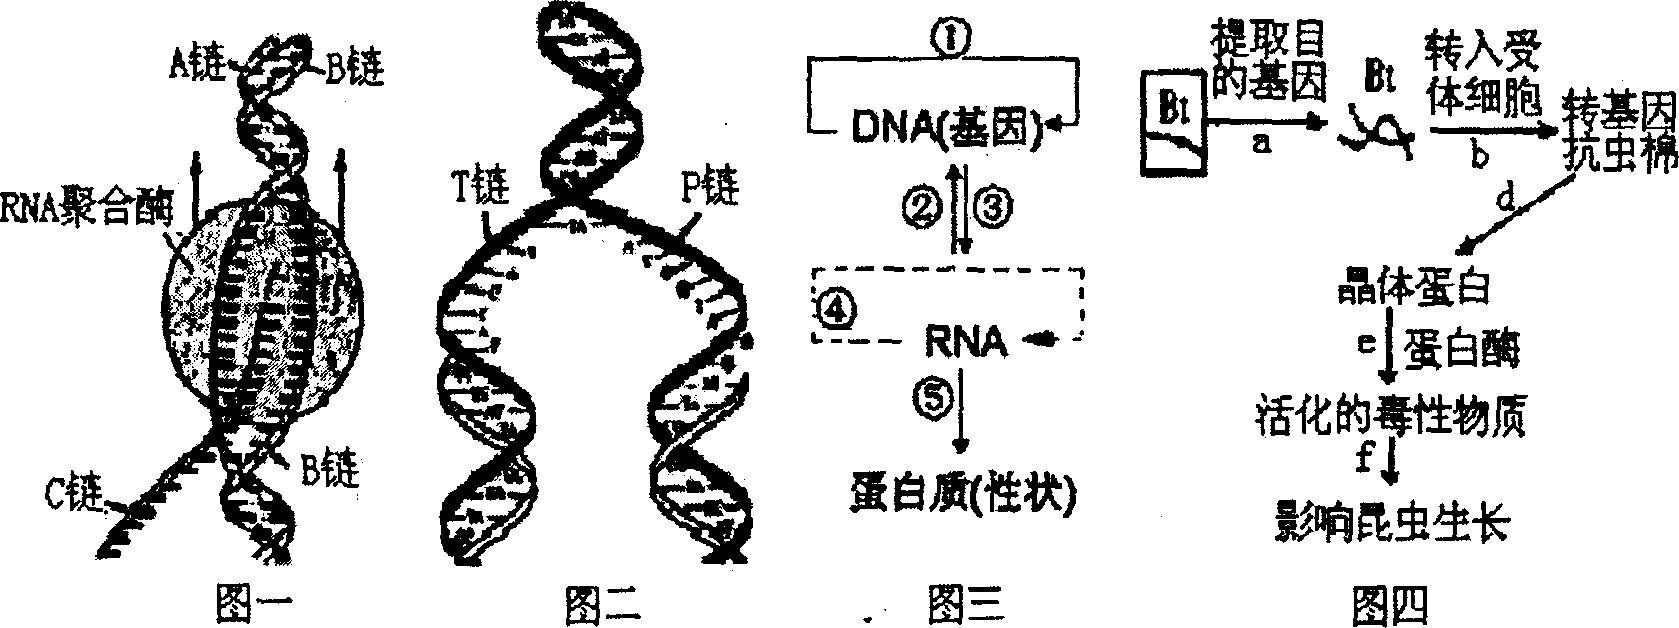 A链
B链
RNA聚合酶
C链
B链
图一
T链
P链
图二
①
DNA(基因)
②
③
④
RNA
⑤
蛋白质(性状)
图三
Bt
提取目
的基因
a
Bt
转入受
体细胞
b
转基因
抗虫棉
d
晶体蛋白
e
蛋白酶
活化的毒性物质
f
影响昆虫生长
图四